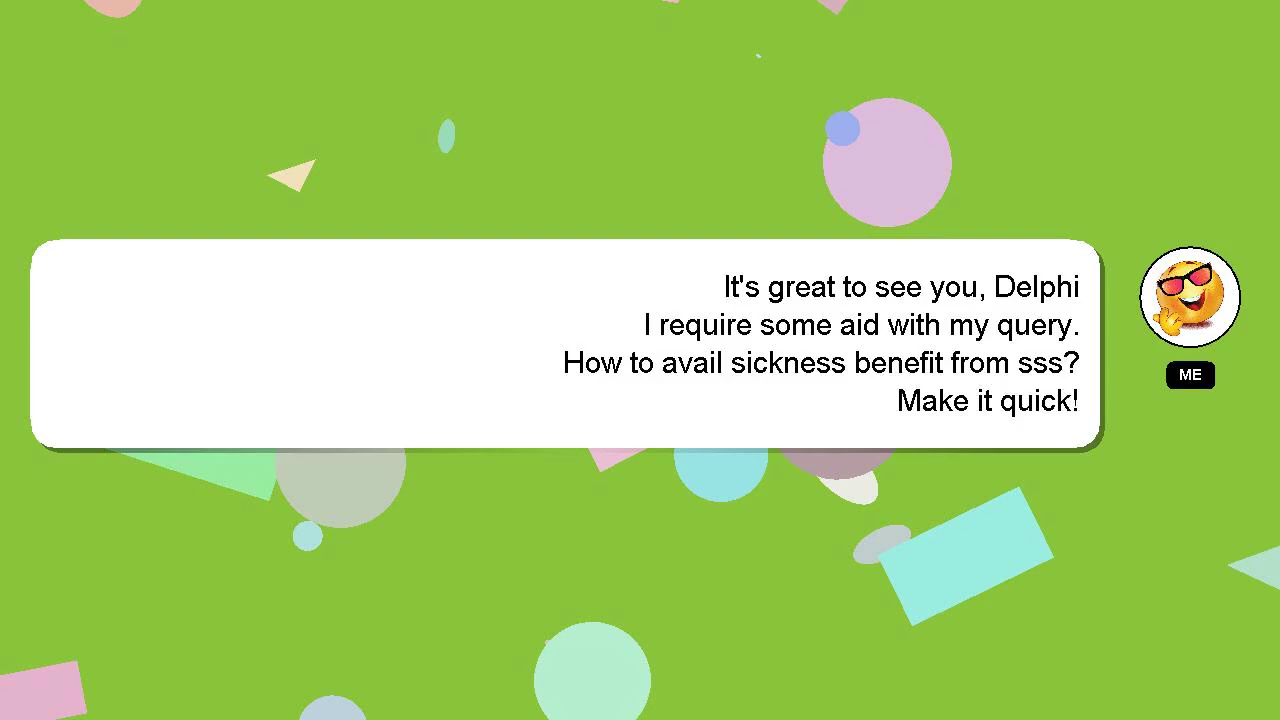 It's great to see you, Delphi
I require some aid with my query.
How to avail sickness benefit from sss?
Make it quick!
ME